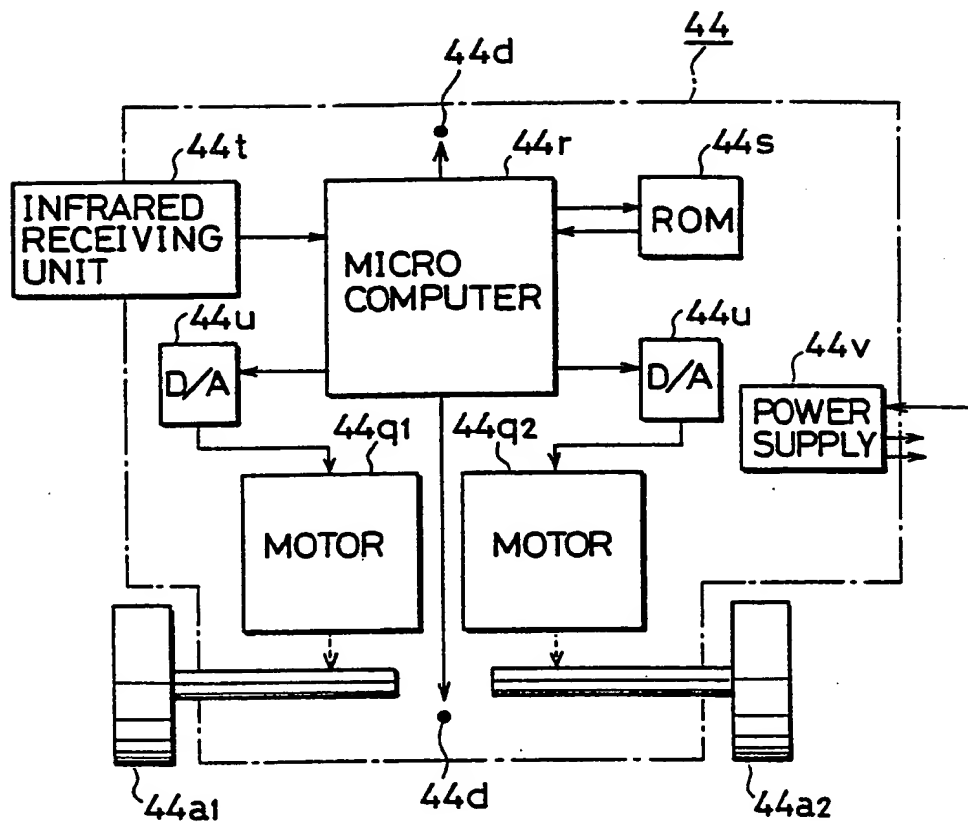 44
44d
44t
44r
44s
INFRARED
RECEIVING
UNIT
MICRO
COMPUTER
ROM
44u
44u
D/A
D/A
44v
POWER
SUPPLY
44q1
44q2
MOTOR
MOTOR
44a1
44d
44a2